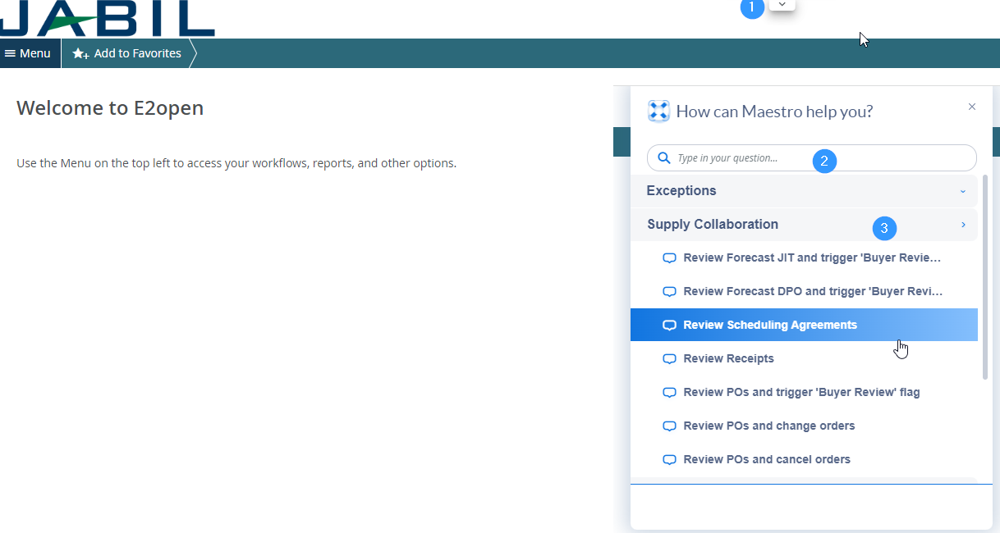 JABIL
1
Menu
Add to Favorites
Welcome to E2open
Use the Menu on the top left to access your workflows, reports, and other options.
How can Maestro help you?
Type in your question...
2
Exceptions
Supply Collaboration
3
Review Forecast JIT and trigger 'Buyer Revie...
Review Forecast DPO and trigger 'Buyer Revi...
Review Scheduling Agreements
Review Receipts
Review POs and trigger 'Buyer Review' flag
Review POs and change orders
Review POs and cancel orders